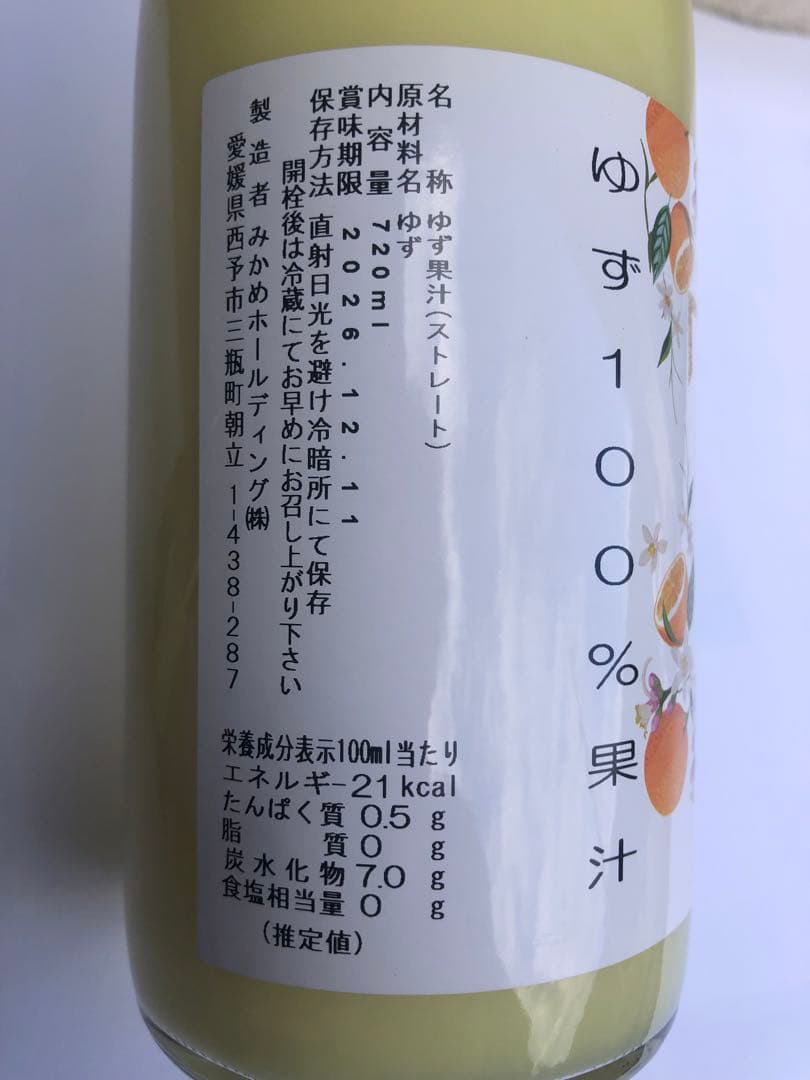 ゆず100%果汁
名称 ゆず果汁(ストレート)
原材料名 ゆず
内容量 720ml
賞味期限 2026.12.11
保存方法 直射日光を避け冷暗所にて保存
開栓後は冷蔵にてお早めにお召し上がり下さい
製造者 みかめホールディング㈱
愛媛県西予市三瓶町朝立1-438-287
栄養成分表示100ml当たり
エネルギー21kcal
たんぱく質 0.5 g
脂質 0 g
炭水化物 7.0 g
食塩相当量 0 g
(推定値)